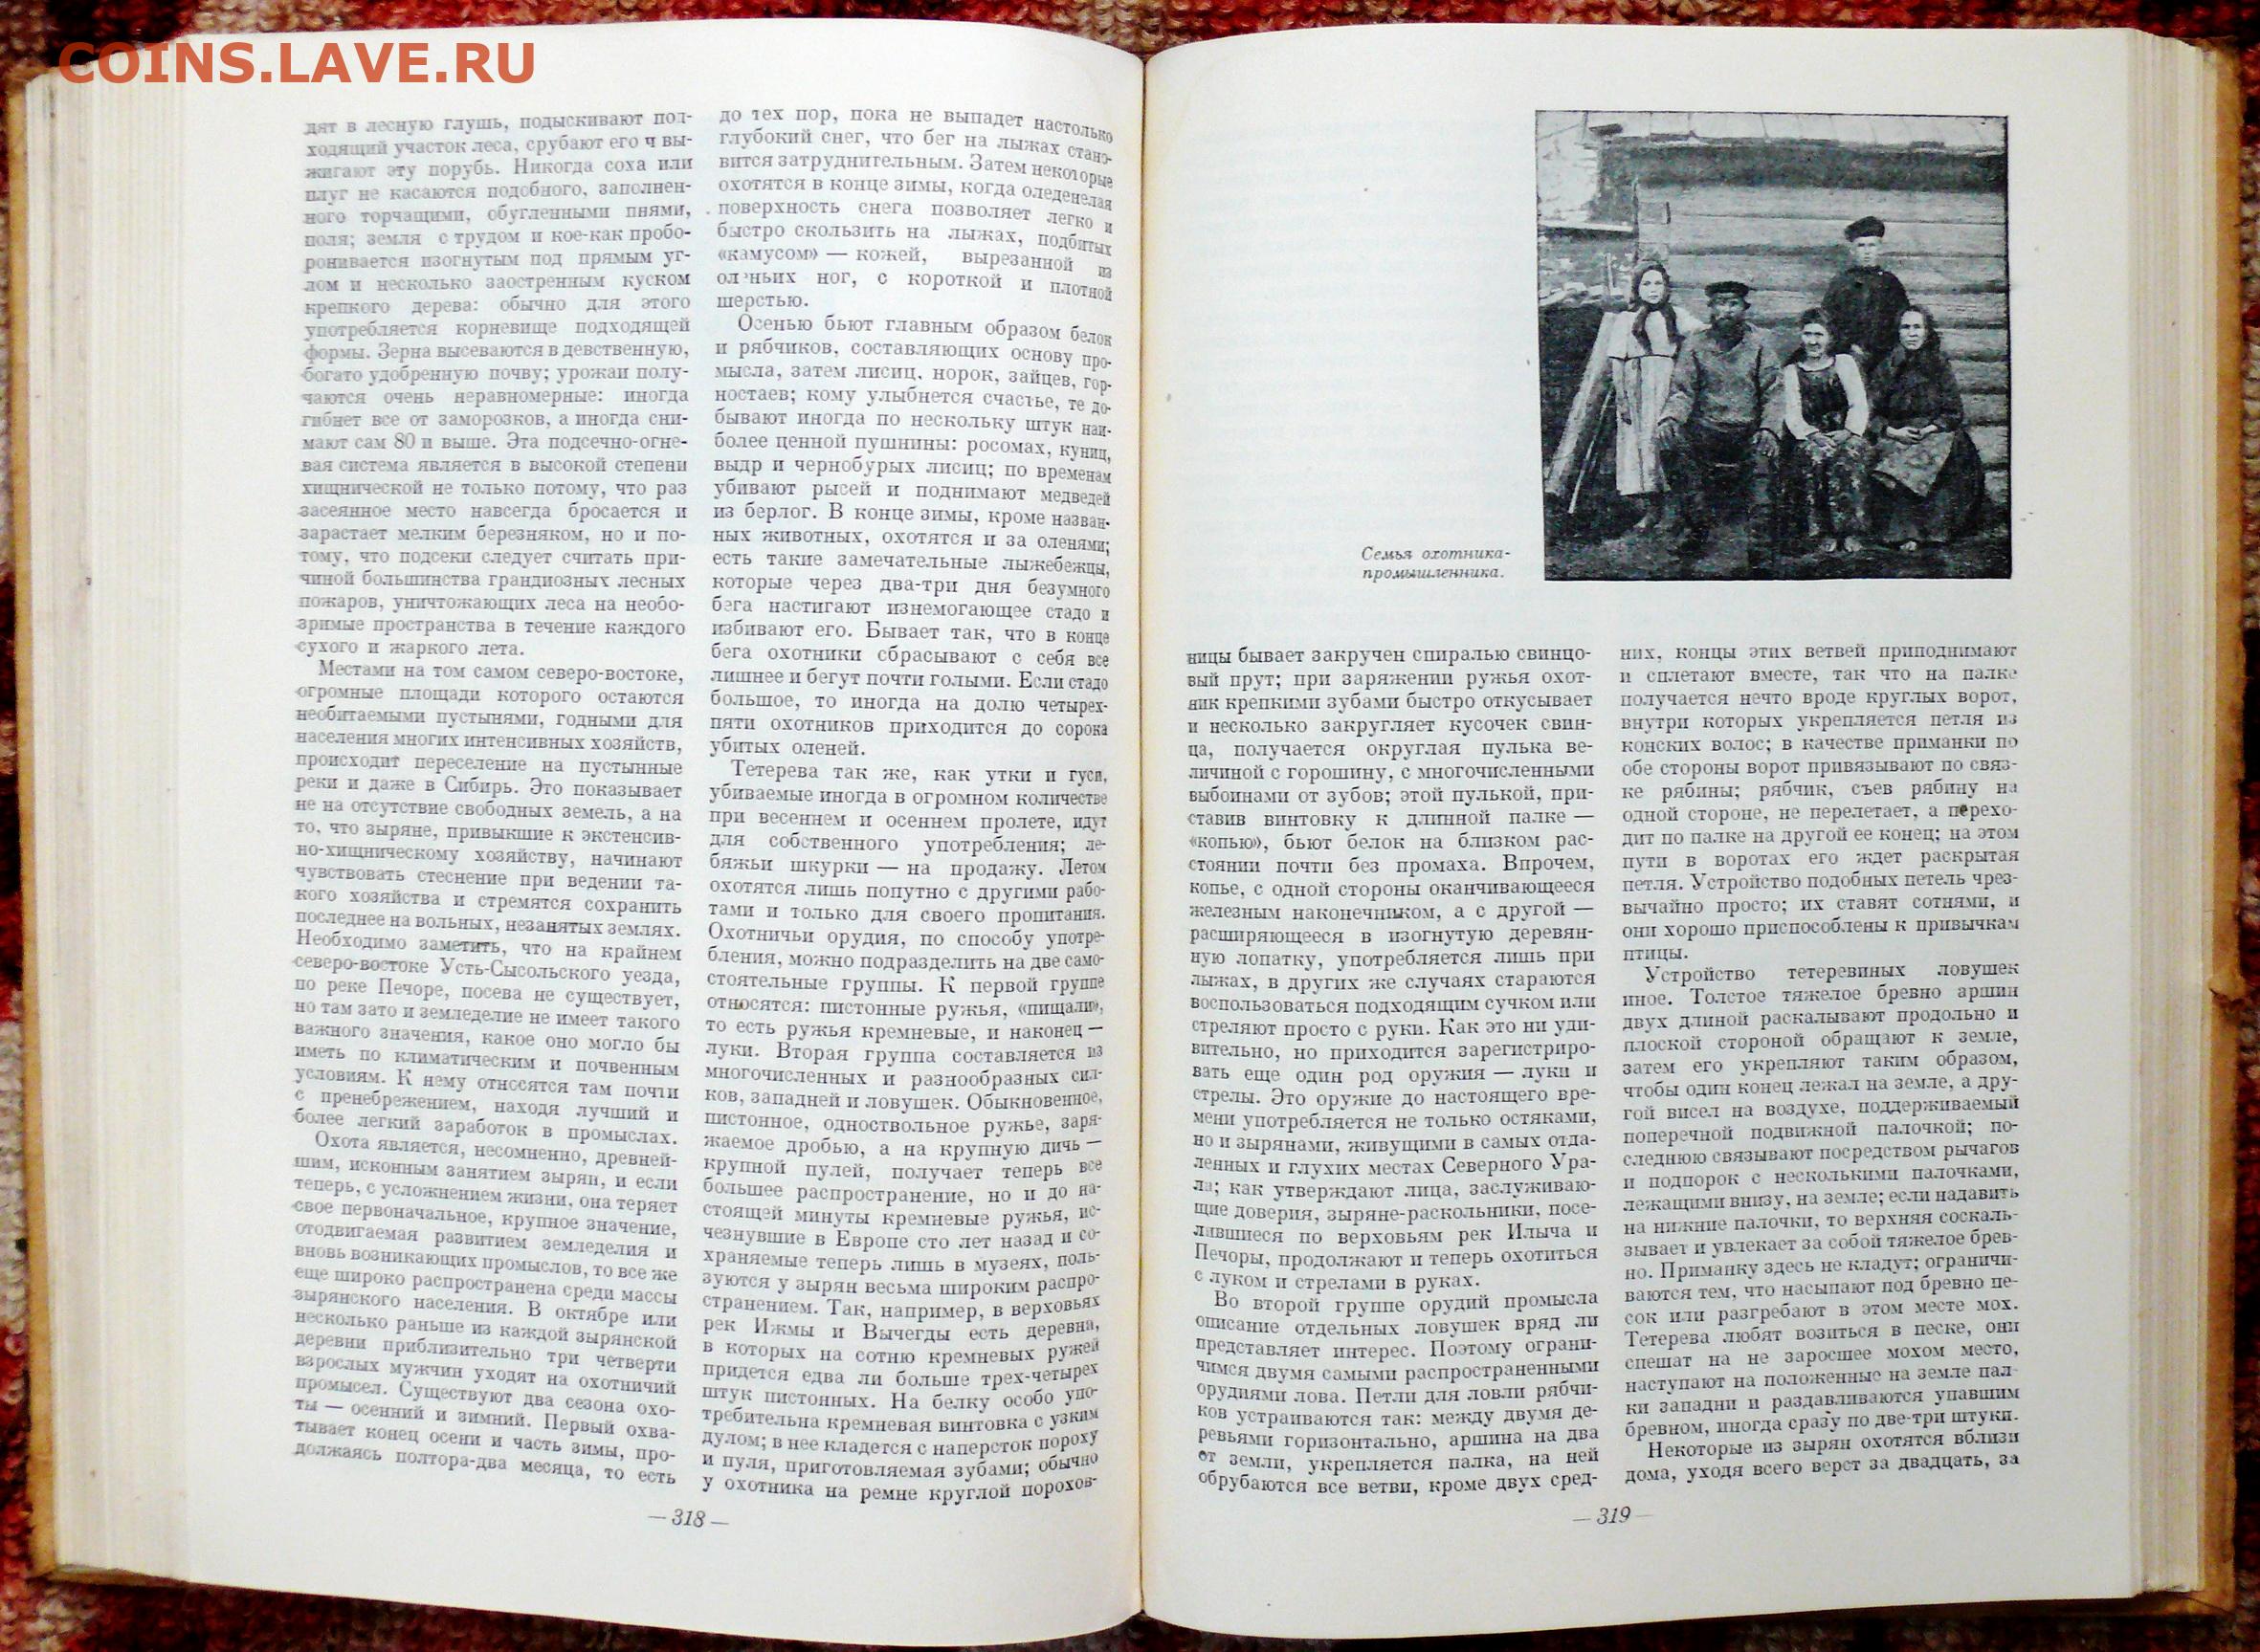 COINS.LAVE.RU
дят в лесную глушь, подыскивают под-
ходящий участок леса, срубают его и вы-
жигают эту порубь. Никогда соха или
плуг не касаются подобного, заполнен-
ного торчащими, обугленными пнями,
поля; земля с трудом и кое-как пробо-
ронивается изогнутым под прямым уг-
лом и несколько заостренным куском
крепкого дерева: обычно для этого
употребляется корневище подходящей
формы. Зерна высеваются в девственную,
богато удобренную почву; урожаи полу-
чаются очень неравномерные: иногда
гибнет все от заморозков, а иногда сни-
мают сам 80 и выше. Эта подсечно-огне-
вая система является в высокой степени
хищнической не только потому, что раз
засеянное место навсегда бросается и
зарастает мелким березняком, но и по-
тому, что подсеки следует считать при-
чиной большинства грандиозных лесных
пожаров, уничтожающих леса на необо-
зримые пространства в течение каждого
сухого и жаркого лета.
Местами на том самом северо-востоке,
огромные площади которого остаются
необитаемыми пустынями, годными для
населения многих интенсивных хозяйств,
происходит переселение на пустынные
реки и даже в Сибирь. Это показывает
не на отсутствие свободных земель, а на
то, что зыряне, привыкшие к экстенсив-
но-хищническому хозяйству, начинают
чувствовать стеснение при ведении та-
кого хозяйства и стремятся сохранить
последнее на вольных, незанятых землях.
Необходимо заметить, что на крайнем
северо-востоке Усть-Сысольского уезда,
по реке Печоре, посева не существует,
но там зато и земледелие не имеет такого
важного значения, какое оно могло бы
иметь по климатическим и почвенным
условиям. К нему относятся там почти
с пренебрежением, находя лучший и
более легкий заработок в промыслах.
Охота является, несомненно, древней-
шим, исконным занятием зырян, и если
теперь, с усложнением жизни, она теряет
свое первоначальное, крупное значение,
отодвигаемая развитием земледелия и
вновь возникающих промыслов, то все же
еще широко распространена среди массы
зырянского населения. В октябре или
несколько раньше из каждой зырянской
деревни приблизительно три четверти
взрослых мужчин уходят на охотничий
промысел. Существуют два сезона охо-
ты — осенний и зимний. Первый охва-
тывает конец осени и часть зимы, про-
должаясь полтора-два месяца, то есть
до тех пор, пока не выпадет настолько
глубокий снег, что бег на лыжах стано-
вится затруднительным. Затем некоторые
охотятся в конце зимы, когда оледенелая
поверхность снега позволяет легко и
быстро скользить на лыжах, подбитых
«камусом» — кожей, вырезанной из
оленьих ног, с короткой и плотной
шерстью.
Осенью бьют главным образом белок
и рябчиков, составляющих основу про-
мысла, затем лисиц, норок, зайцев, гор-
ностаев; кому улыбнется счастье, те до-
бывают иногда по нескольку штук наи-
более ценной пушнины: росомах, куниц,
выдр и чернобурых лисиц; по временам
убивают рысей и поднимают медведей
из берлог. В конце зимы, кроме назван-
ных животных, охотятся и за оленями;
есть такие замечательные лыжебежцы,
которые через два-три дня безумного
бега настигают изнемогающее стадо и
избивают его. Бывает так, что в конце
бега охотники сбрасывают с себя все
лишнее и бегут почти голыми. Если стадо
большое, то иногда на долю четырех-
пяти охотников приходится до сорока
убитых оленей.
Тетерева так же, как утки и гуси,
убиваемые иногда в огромном количестве
при весеннем и осеннем пролете, идут
для собственного употребления; ле-
бяжьи шкурки — на продажу. Летом
охотятся лишь попутно с другими рабо-
тами и только для своего пропитания.
Охотничьи орудия, по способу употре-
бления, можно подразделить на две само-
стоятельные группы. К первой группе
относятся: пистонные ружья, «пищали»,
то есть ружья кремневые, и наконец —
луки. Вторая группа составляется из
многочисленных и разнообразных сил-
ков, западней и ловушек. Обыкновенное,
пистонное, одноствольное ружье, заря-
жаемое дробью, а на крупную дичь —
крупной пулей, получает теперь все
большее распространение, но и до на-
стоящей минуты кремневые ружья, ис-
чезнувшие в Европе сто лет назад и со-
храняемые теперь лишь в музеях, поль-
зуются у зырян весьма широким распро-
странением. Так, например, в верховьях
рек Ижмы и Вычегды есть деревни,
в которых на сотню кремневых ружей
придется едва ли больше трех-четырех
штук пистонных. На белку особо упо-
требительна кремневая винтовка с узким
дулом; в нее кладется с наперсток пороху
и пуля, приготовляемая зубами; обычно
у охотника на ремне круглой порохов-
— 318 —
Семья охотника-
промышленника.
ницы бывает закручен спиралью свинцо-
вый прут; при заряжении ружья охот-
ник крепкими зубами быстро откусывает
и несколько закругляет кусочек свин-
ца, получается округлая пулька ве-
личиной с горошину, с многочисленными
выбоинами от зубов; этой пулькой, при-
ставив винтовку к длинной палке —
«копью», бьют белок на близком рас-
стоянии почти без промаха. Впрочем,
копье, с одной стороны оканчивающееся
железным наконечником, а с другой —
расширяющееся в изогнутую деревян-
ную лопатку, употребляется лишь при
лыжах, в других же случаях стараются
воспользоваться подходящим сучком или
стреляют просто с руки. Как это ни уди-
вительно, но приходится зарегистриро-
вать еще один род оружия — луки и
стрелы. Это оружие до настоящего вре-
мени употребляется не только остяками,
но и зырянами, живущими в самых отда-
ленных и глухих местах Северного Ура-
ла; как утверждают лица, заслуживаю-
щие доверия, зыряне-раскольники, посе-
лившиеся по верховьям рек Илыча и
Печоры, продолжают и теперь охотиться
с луком и стрелами в руках.
Во второй группе орудий промысла
описание отдельных ловушек вряд ли
представляет интерес. Поэтому ограни-
чимся двумя самыми распространенными
орудиями лова. Петли для ловли рябчи-
ков устраиваются так: между двумя де-
ревьями горизонтально, аршина на два
от земли, укрепляется палка, на ней
обрубаются все ветви, кроме двух сред-
них, концы этих ветвей приподнимают
и сплетают вместе, так что на палке
получается нечто вроде круглых ворот,
внутри которых укрепляется петля из
конских волос; в качестве приманки по
обе стороны ворот привязывают по связ-
ке рябины; рябчик, съев рябину на
одной стороне, не перелетает, а перехо-
дит по палке на другой ее конец; на этом
пути в воротах его ждет раскрытая
петля. Устройство подобных петель чрез-
вычайно просто; их ставят сотнями, и
они хорошо приспособлены к привычкам
птицы.
Устройство тетеревиных ловушек
иное. Толстое тяжелое бревно аршин
двух длиной раскалывают продольно и
плоской стороной обращают к земле,
затем его укрепляют таким образом,
чтобы один конец лежал на земле, а дру-
гой висел на воздухе, поддерживаемый
поперечной подвижной палочкой; по-
следнюю связывают посредством рычагов
и подпорок с несколькими палочками,
лежащими внизу, на земле; если надавить
на нижние палочки, то верхняя соскаль-
зывает и увлекает за собой тяжелое брев-
но. Приманку здесь не кладут; ограничи-
ваются тем, что насыпают под бревно пе-
сок или разгребают в этом месте мох.
Тетерева любят возиться в песке, они
спешат на не заросшее мохом место,
наступают на положенные на земле пал-
ки западни и раздавливаются упавшим
бревном, иногда сразу по две-три штуки.
Некоторые из зырян охотятся вблизи
дома, уходя всего верст за двадцать, за
— 319 —